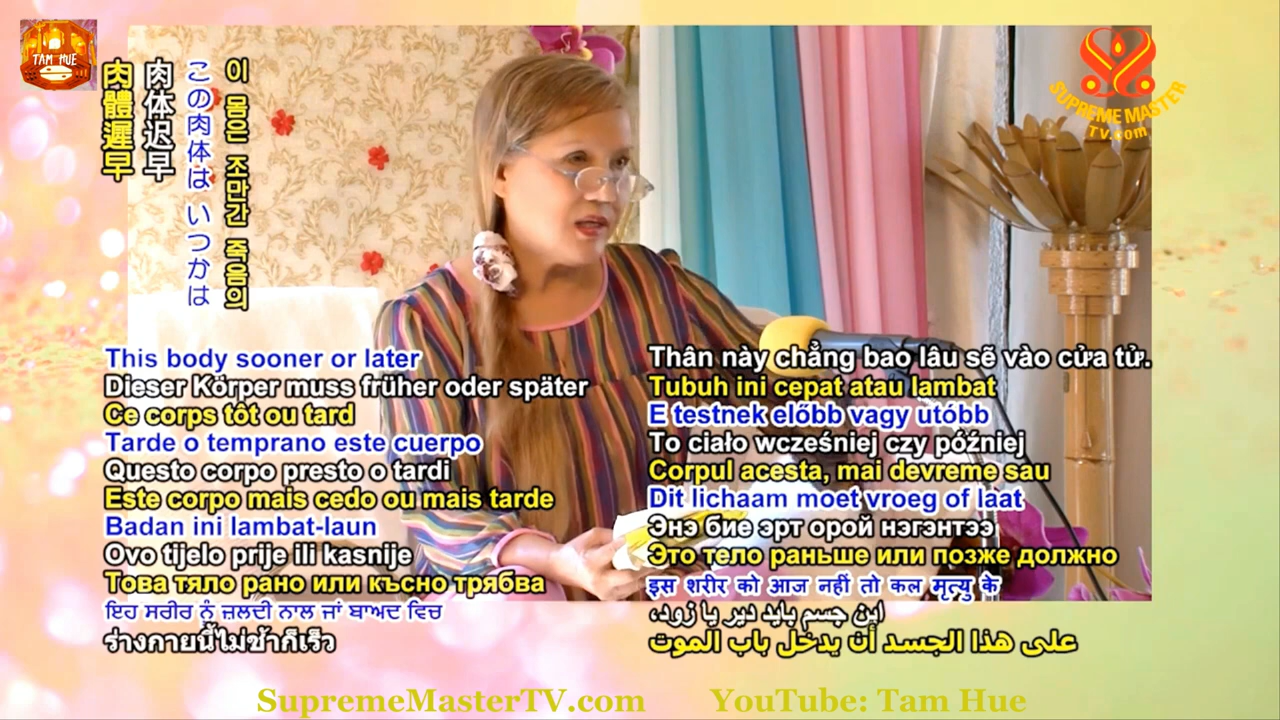 TAM HUE
肉體遲早
肉体迟早
この肉体は いつかは
이 몸은 조만간 죽음의
SUPREME MASTER
TV.com
This body sooner or later
Dieser Körper muss früher oder später
Ce corps tôt ou tard
Tarde o temprano este cuerpo
Questo corpo presto o tardi
Este corpo mais cedo ou mais tarde
Badan ini lambat-laun
Ovo tijelo prije ili kasnije
Това тяло рано или късно трябва
ਇਹ ਸਰੀਰ ਨੂੰ ਜ਼ਲਦੀ ਨਾਲ ਜਾਂ ਬਾਅਦ ਵਿਚ
ร่างกายนี้ไม่ช้าก็เร็ว
Thân này chẳng bao lâu sẽ vào cửa tử.
Tubuh ini cepat atau lambat
E testnek előbb vagy utóbb
To ciało wcześniej czy później
Corpul acesta, mai devreme sau
Dit lichaam moet vroeg of laat
Энэ бие эрт орой нэгэнтээ
Это тело раньше или позже должно
इस शरीर को आज नहीं तो कल मृत्यु के
این جسم باید دیر یا زود،
على هذا الجسد أن يدخل باب الموت
SupremeMasterTV.com
YouTube: Tam Hue